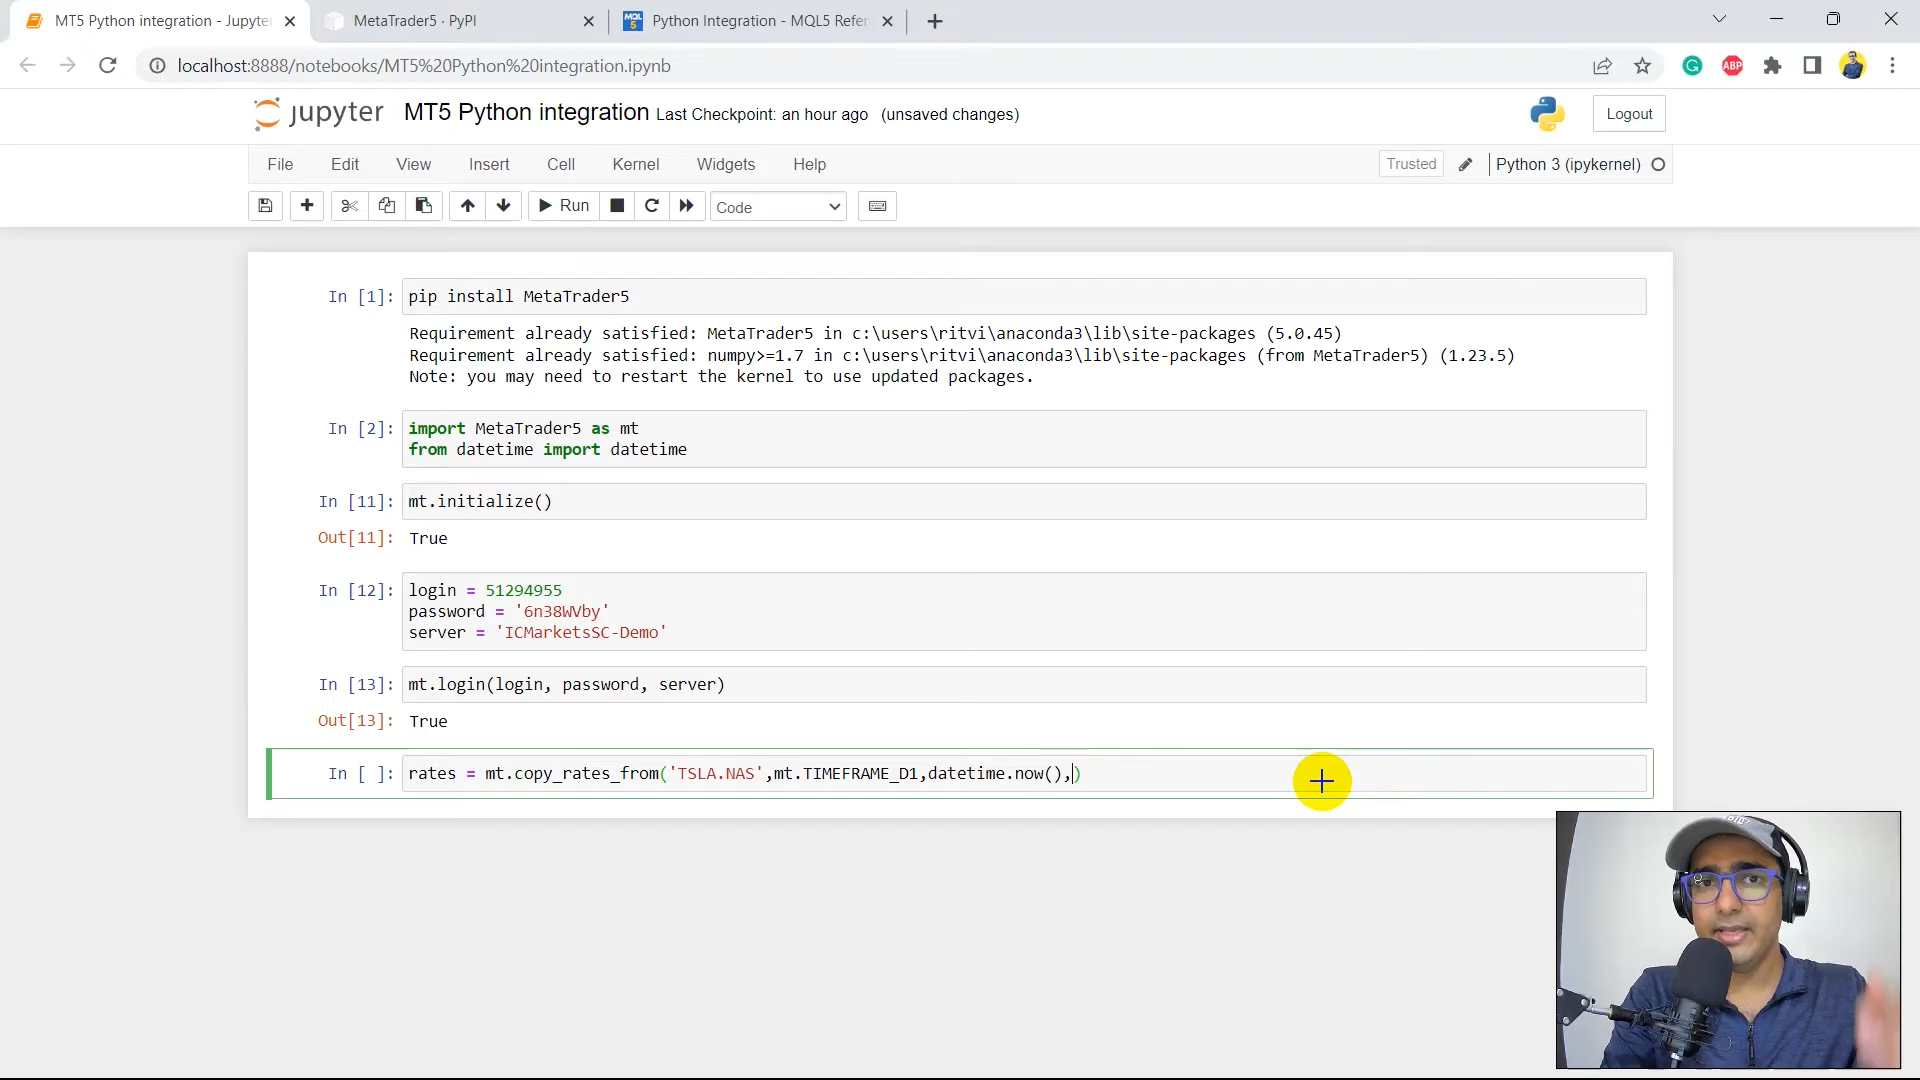 MT5 Python integration - Jupyte
MetaTrader5 · PyPI
Python Integration - MQL5 Refer
localhost:8888/notebooks/MT5%20Python%20integration.ipynb
ABP
jupyter
MT5 Python integration Last Checkpoint: an hour ago (unsaved changes)
Logout
File Edit View Insert Cell Kernel Widgets Help
Trusted
Python 3 (ipykernel)
Run
Code
In [1]: pip install MetaTrader5
Requirement already satisfied: MetaTrader5 in c:\users\ritvi\anaconda3\lib\site-packages (5.0.45)
Requirement already satisfied: numpy>=1.7 in c:\users\ritvi\anaconda3\lib\site-packages (from MetaTrader5) (1.23.5)
Note: you may need to restart the kernel to use updated packages.
In [2]: import MetaTrader5 as mt
from datetime import datetime
In [11]: mt.initialize()
Out[11]: True
In [12]: login = 51294955
password = '6n38WVby'
server = 'ICMarketsSC-Demo'
In [13]: mt.login(login, password, server)
Out[13]: True
In [ ]: rates = mt.copy_rates_from('TSLA.NAS',mt.TIMEFRAME_D1,datetime.now(),)